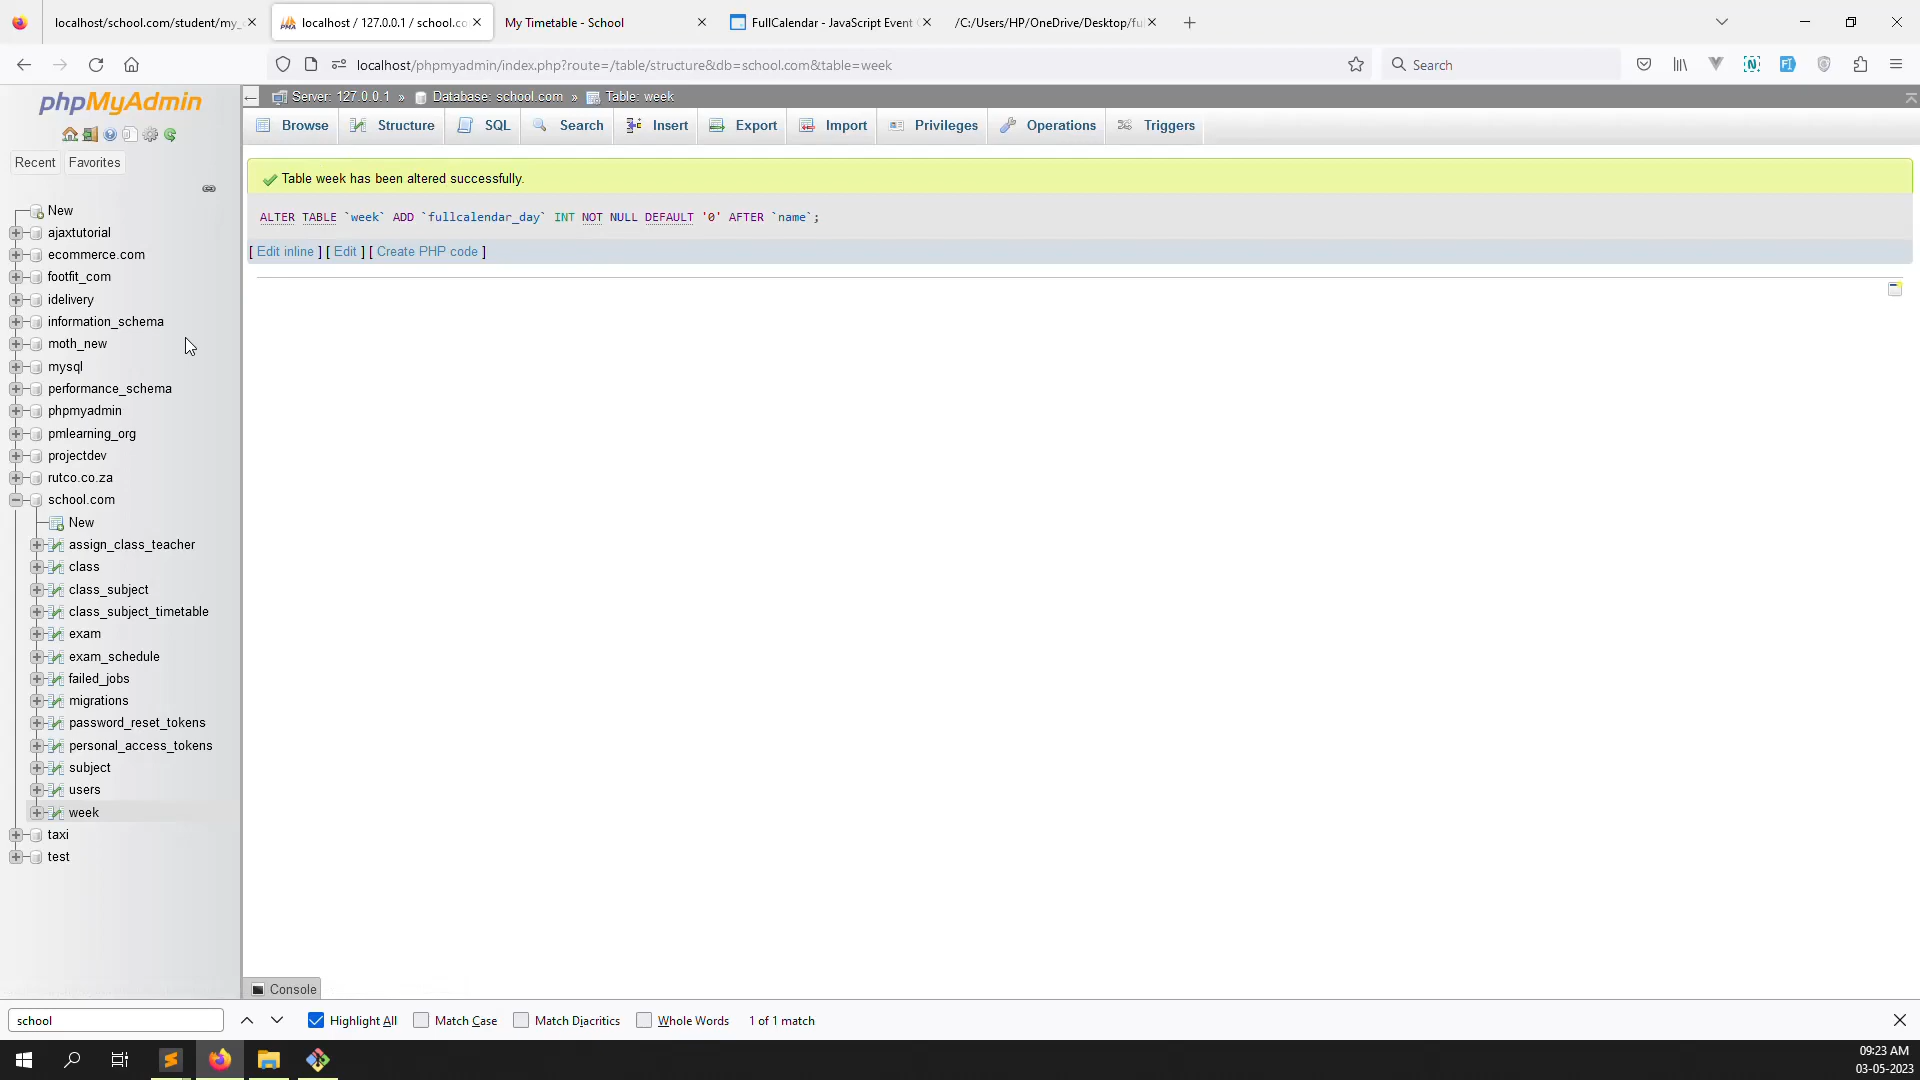 localhost/school.com/student/my_
localhost / 127.0.0.1 / school.co
My Timetable - School
FullCalendar - JavaScript Event
/C:/Users/HP/OneDrive/Desktop/fu
localhost/phpmyadmin/index.php?route=/table/structure&db=school.com&table=week
Search
phpMyAdmin
Recent
Favorites
New
ajaxtutorial
ecommerce.com
footfit_com
idelivery
information_schema
moth_new
mysql
performance_schema
phpmyadmin
pmlearning_org
projectdev
rutco.co.za
school.com
New
assign_class_teacher
class
class_subject
class_subject_timetable
exam
exam_schedule
failed_jobs
migrations
password_reset_tokens
personal_access_tokens
subject
users
week
taxi
test
Server: 127.0.0.1 » Database: school.com » Table: week
Browse Structure SQL Search Insert Export Import Privileges Operations Triggers
Table week has been altered successfully.
ALTER TABLE `week` ADD `fullcalendar_day` INT NOT NULL DEFAULT '0' AFTER `name`;
[ Edit inline ] [ Edit ] [ Create PHP code ]
Console
school
Highlight All Match Case Match Diacritics Whole Words 1 of 1 match
09:23 AM
03-05-2023